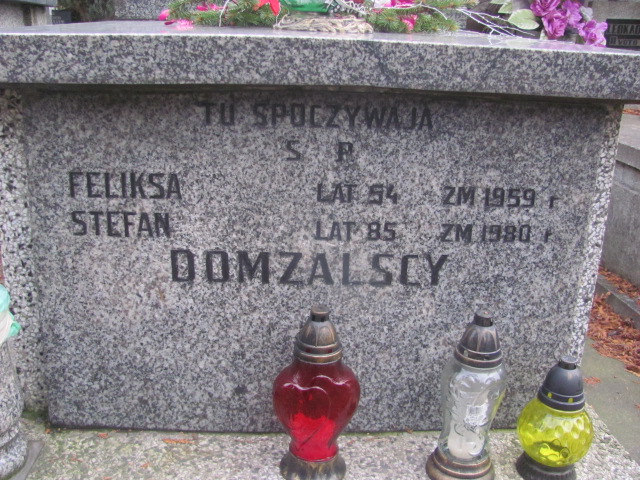 TU SPOCZYWAJĄ
S P
FELIKSA LAT 54 ZM 1959 r
STEFAN LAT 85 ZM 1980 r
DOMZALSCY